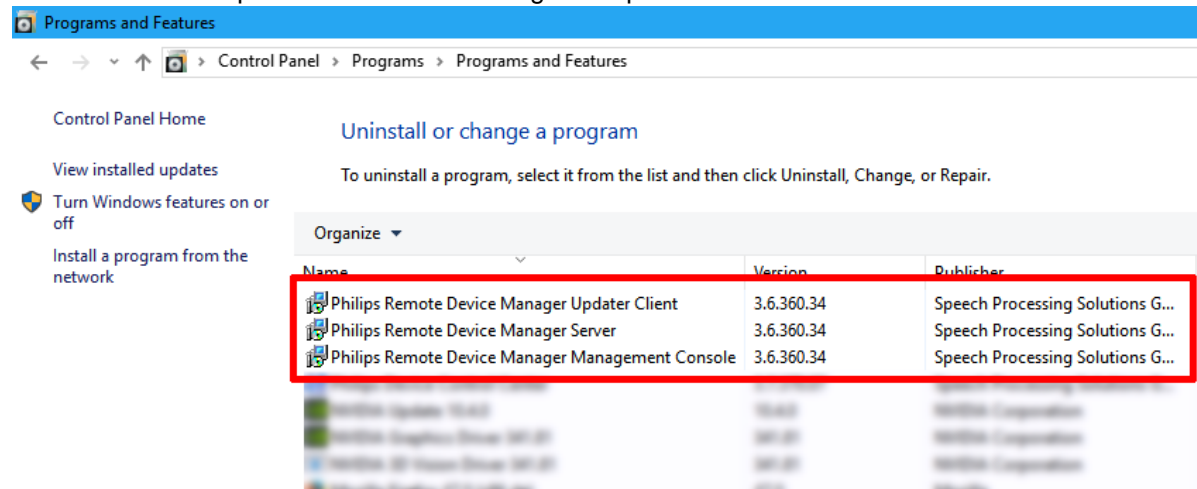 Programs and Features
Control Panel > Programs > Programs and Features
Control Panel Home
Uninstall or change a program
View installed updates
To uninstall a program, select it from the list and then click Uninstall, Change, or Repair.
Turn Windows features on or
off
Install a program from the
network
Organize
Name Version Publisher
Philips Remote Device Manager Updater Client 3.6.360.34 Speech Processing Solutions G...
Philips Remote Device Manager Server 3.6.360.34 Speech Processing Solutions G...
Philips Remote Device Manager Management Console 3.6.360.34 Speech Processing Solutions G...